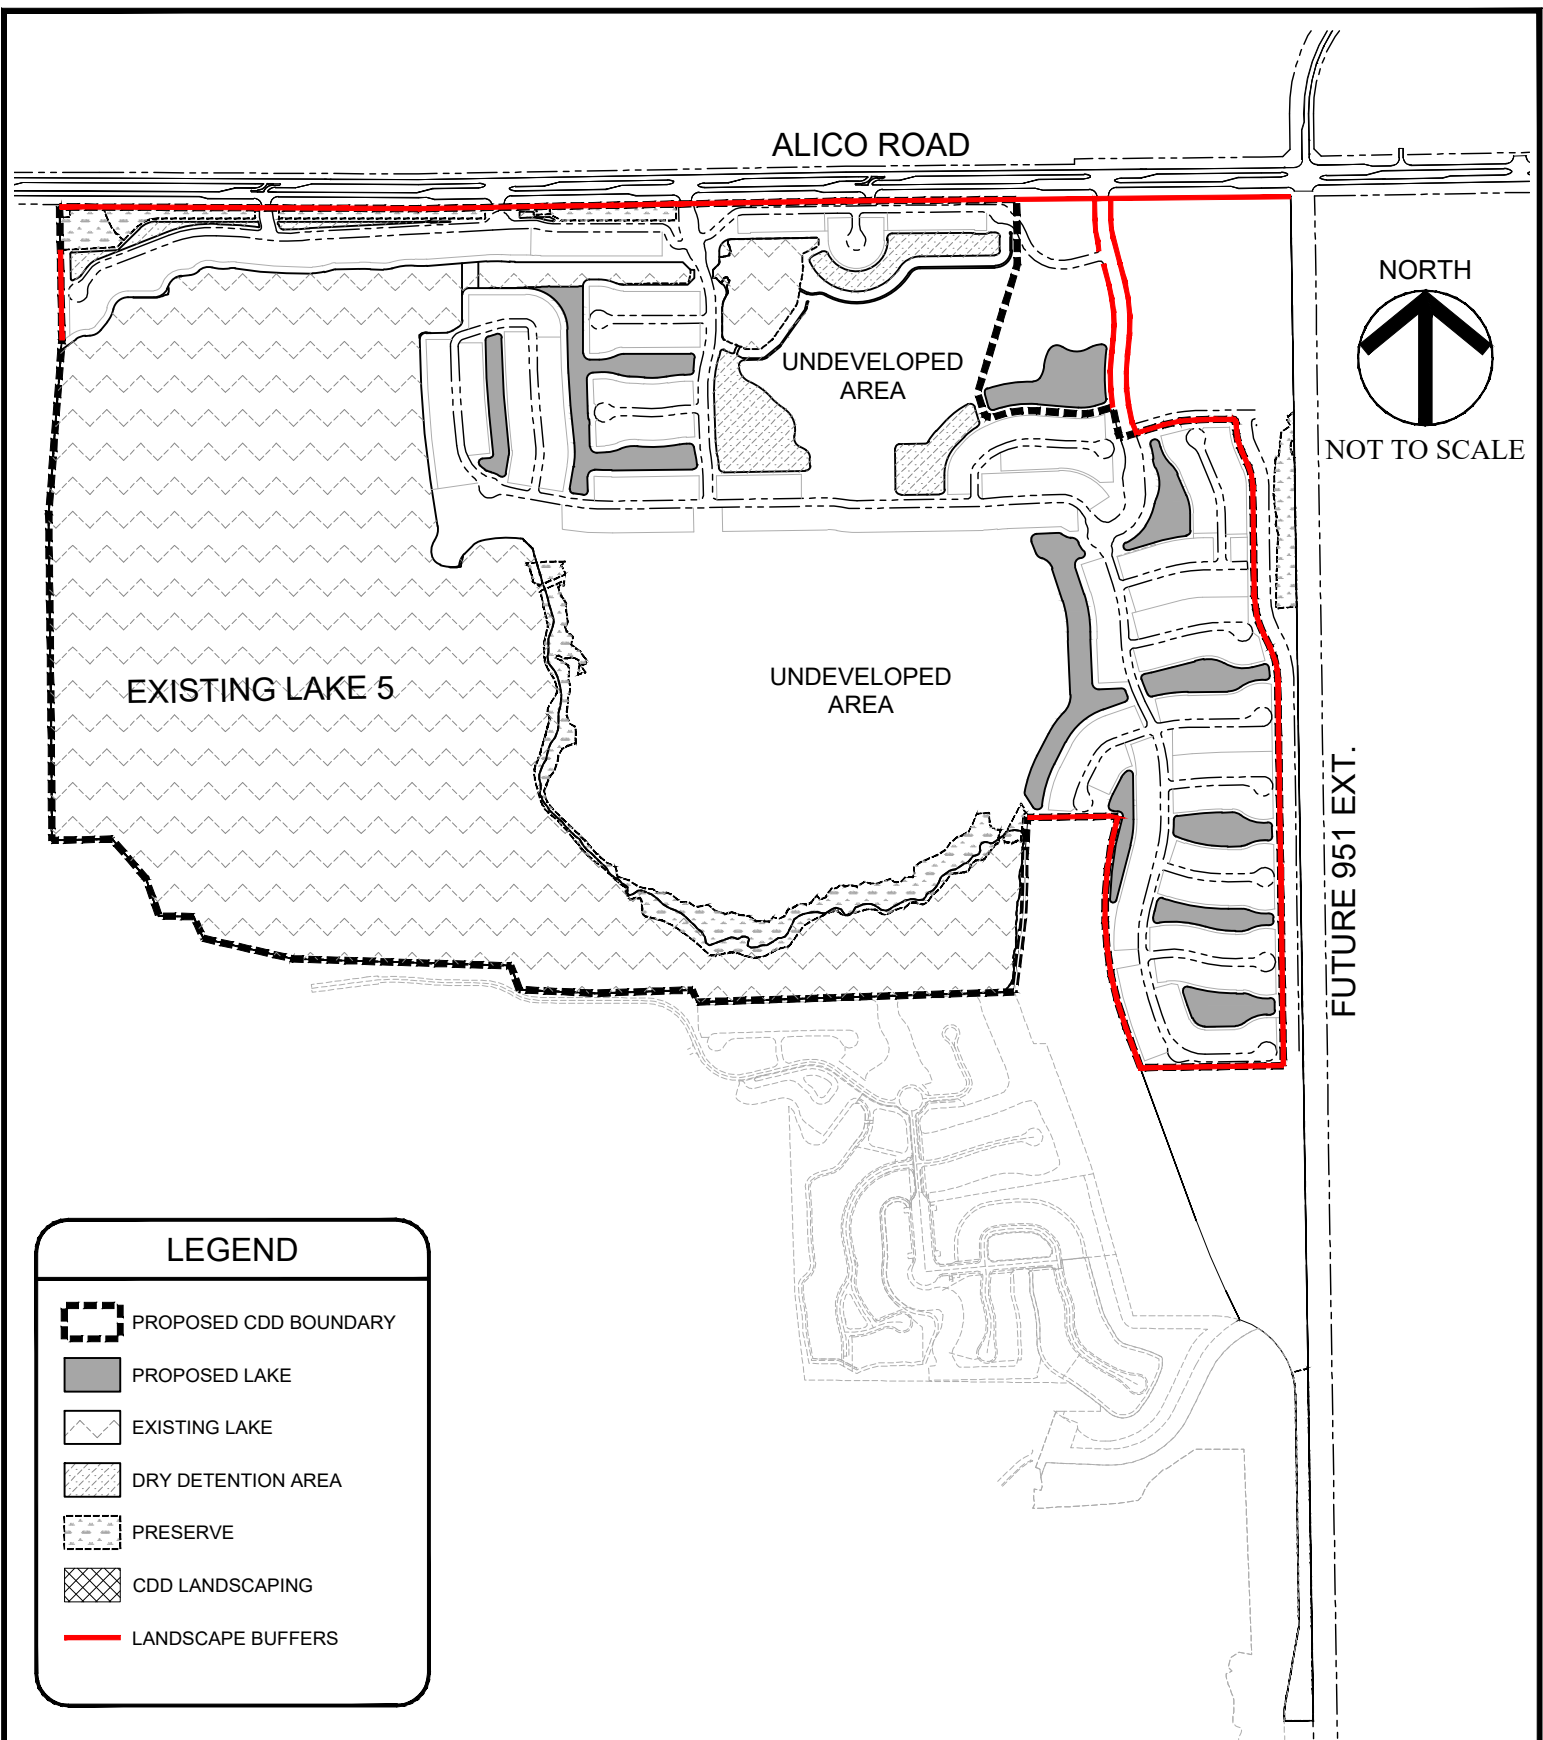 ALICO ROAD
NORTH
NOT TO SCALE
UNDEVELOPED
AREA
EXISTING LAKE 5
UNDEVELOPED
AREA
FUTURE 951 EXT.
LEGEND
PROPOSED CDD BOUNDARY
PROPOSED LAKE
EXISTING LAKE
DRY DETENTION AREA
PRESERVE
CDD LANDSCAPING
LANDSCAPE BUFFERS